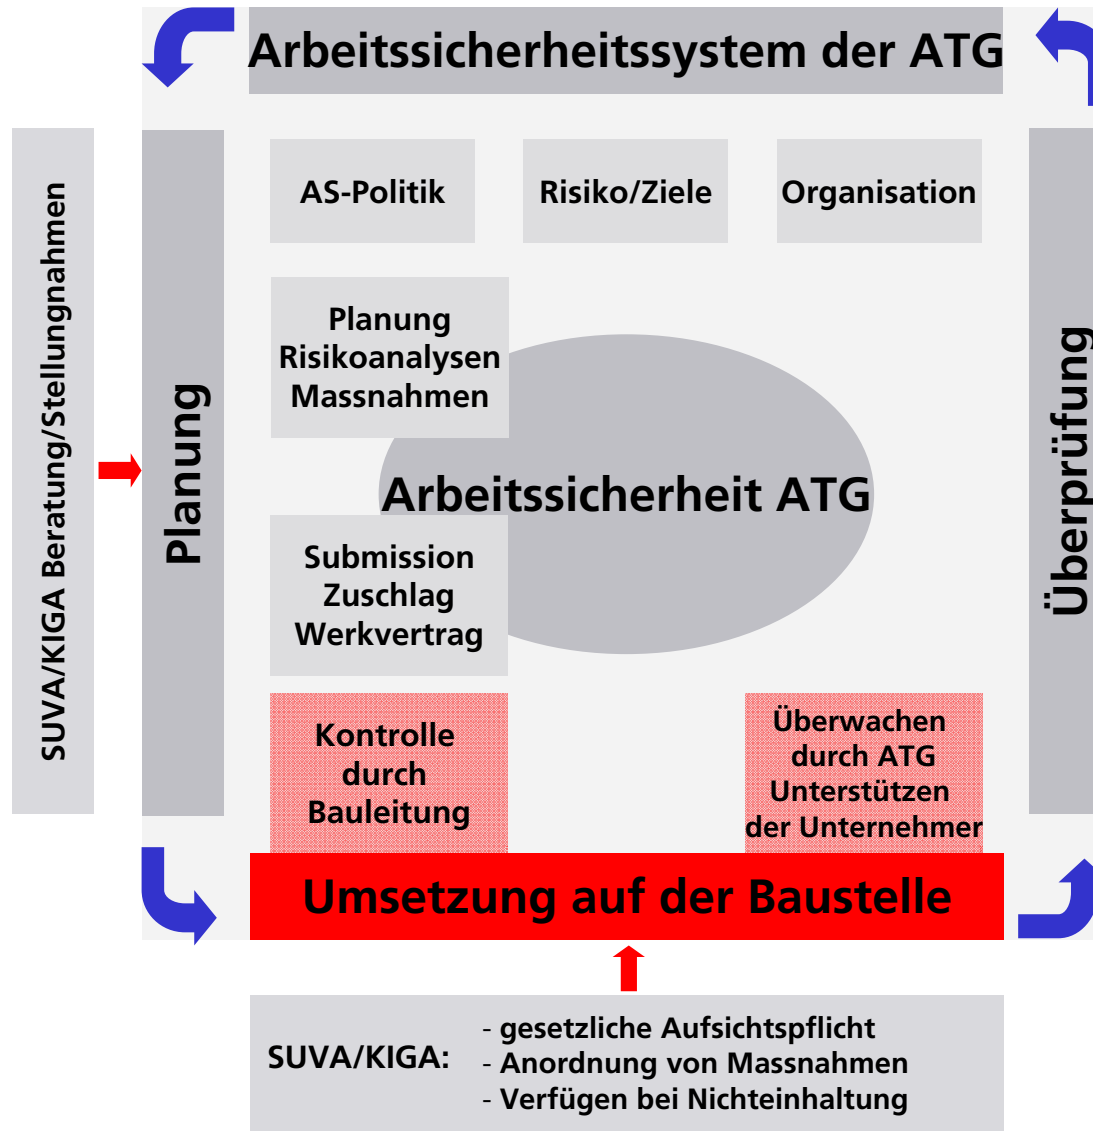 Arbeitssicherheitssystem der ATG
SUVA/KIGA Beratung/Stellungnahmen
Planung
AS-Politik
Risiko/Ziele
Organisation
Planung
Risikoanalysen
Massnahmen
Arbeitssicherheit ATG
Submission
Zuschlag
Werkvertrag
Kontrolle
durch
Bauleitung
Überwachen
durch ATG
Unterstützen
der Unternehmer
Überprüfung
Umsetzung auf der Baustelle
SUVA/KIGA:
- gesetzliche Aufsichtspflicht
- Anordnung von Massnahmen
- Verfügen bei Nichteinhaltung